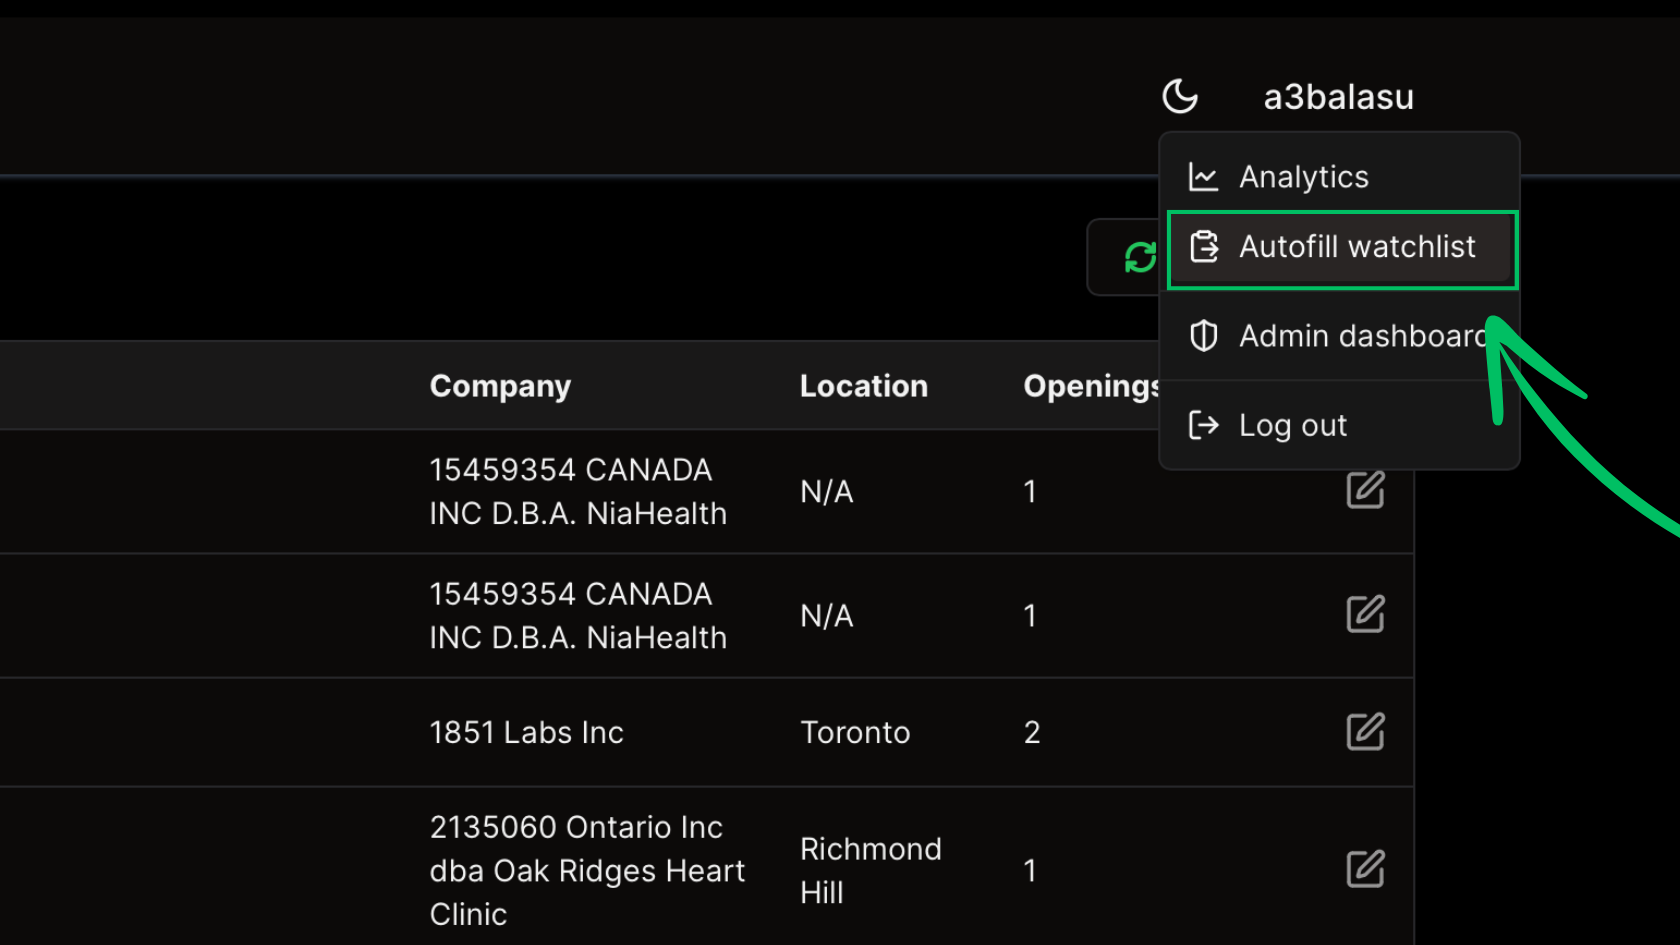 a3balasu
Analytics
Autofill watchlist
Admin dashboard
Log out
Company Location Openings
15459354 CANADA
INC D.B.A. NiaHealth
N/A
1
15459354 CANADA
INC D.B.A. NiaHealth
N/A
1
1851 Labs Inc
Toronto
2
2135060 Ontario Inc
dba Oak Ridges Heart
Clinic
Richmond
Hill
1